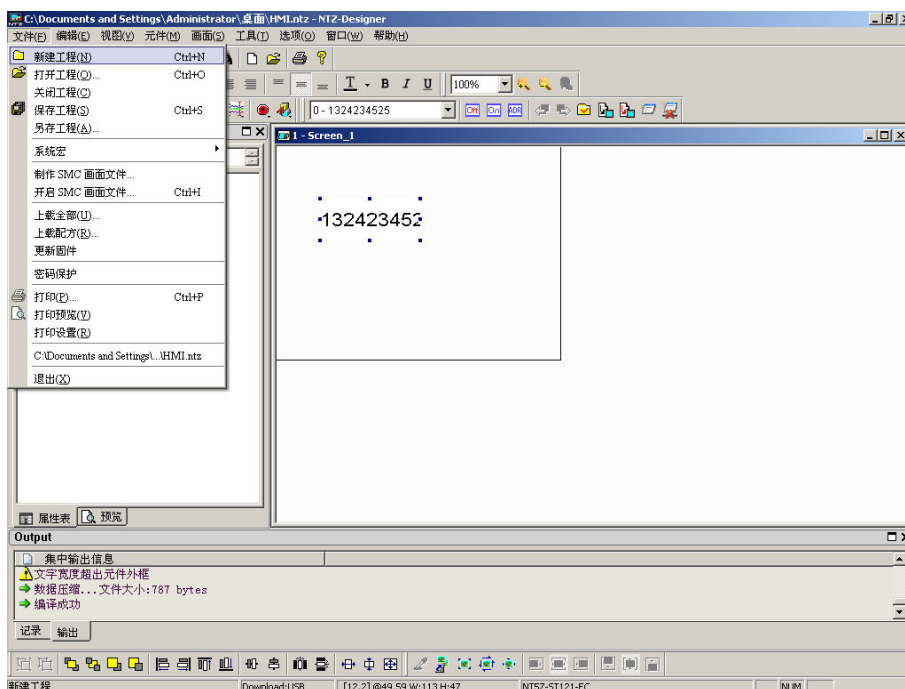 C:\Documents and Settings\Administrator\桌面\HMI.ntz - NTZ-Designer
文件(F) 编辑(E) 视图(V) 元件(M) 画面(S) 工具(T) 选项(O) 窗口(W) 帮助(H)
新建工程(N) Ctrl+N
打开工程(O)... Ctrl+O
关闭工程(C)
保存工程(S) Ctrl+S
另存工程(A)...
系统宏
制作 SMC 画面文件...
开启 SMC 画面文件... Ctrl+I
上载全部(U)...
上载配方(R)...
更新固件
密码保护
打印(P)... Ctrl+P
打印预览(V)
打印设置(R)
C:\Documents and Settings\...\HMI.ntz
退出(X)
T B I U 100%
0 - 1324234525 Off On ADR
1 - Screen_1
132423452
属性表 预览
Output
集中输出信息
文字宽度超出元件外框
数据压缩...文件大小:787 bytes
编译成功
记录 输出
新建工程 Download:USB [12,2]@49,59 W:113 H:47 NT5Z-ST121-EC NUM